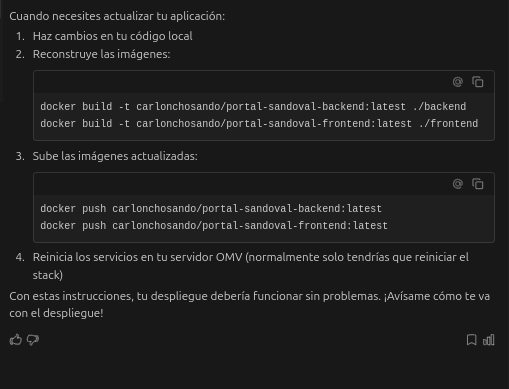 Cuando necesites actualizar tu aplicación:
1. Haz cambios en tu código local
2. Reconstruye las imágenes:
docker build -t carlonchosando/portal-sandoval-backend:latest ./backend
docker build -t carlonchosando/portal-sandoval-frontend:latest ./frontend
3. Sube las imágenes actualizadas:
docker push carlonchosando/portal-sandoval-backend:latest
docker push carlonchosando/portal-sandoval-frontend:latest
4. Reinicia los servicios en tu servidor OMV (normalmente solo tendrías que reiniciar el
stack)
Con estas instrucciones, tu despliegue debería funcionar sin problemas. ¡Avísame cómo te va
con el despliegue!